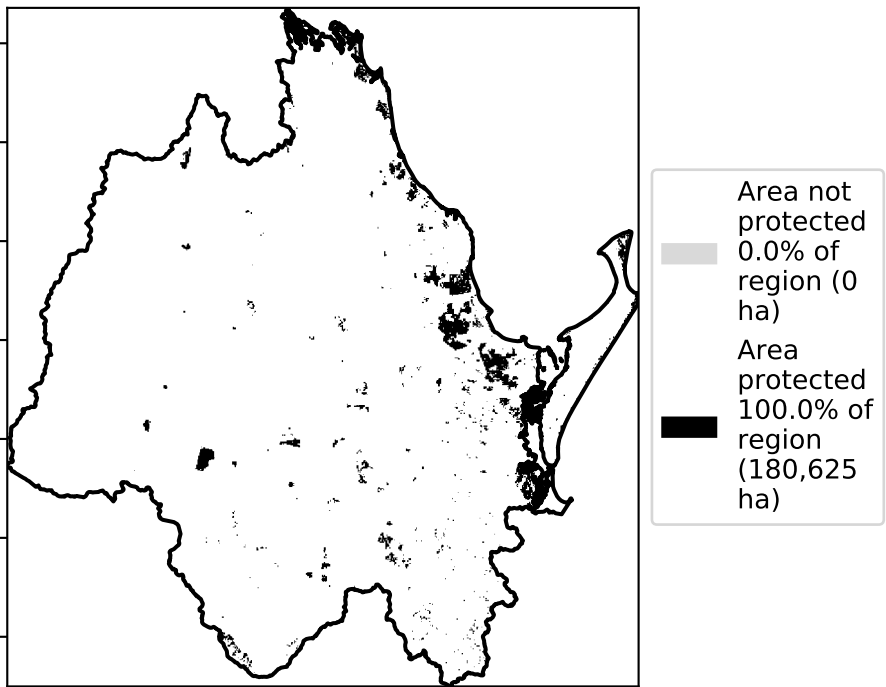 Area not
protected
0.0% of
region (0
ha)
Area
protected
100.0% of
region
(180,625
ha)